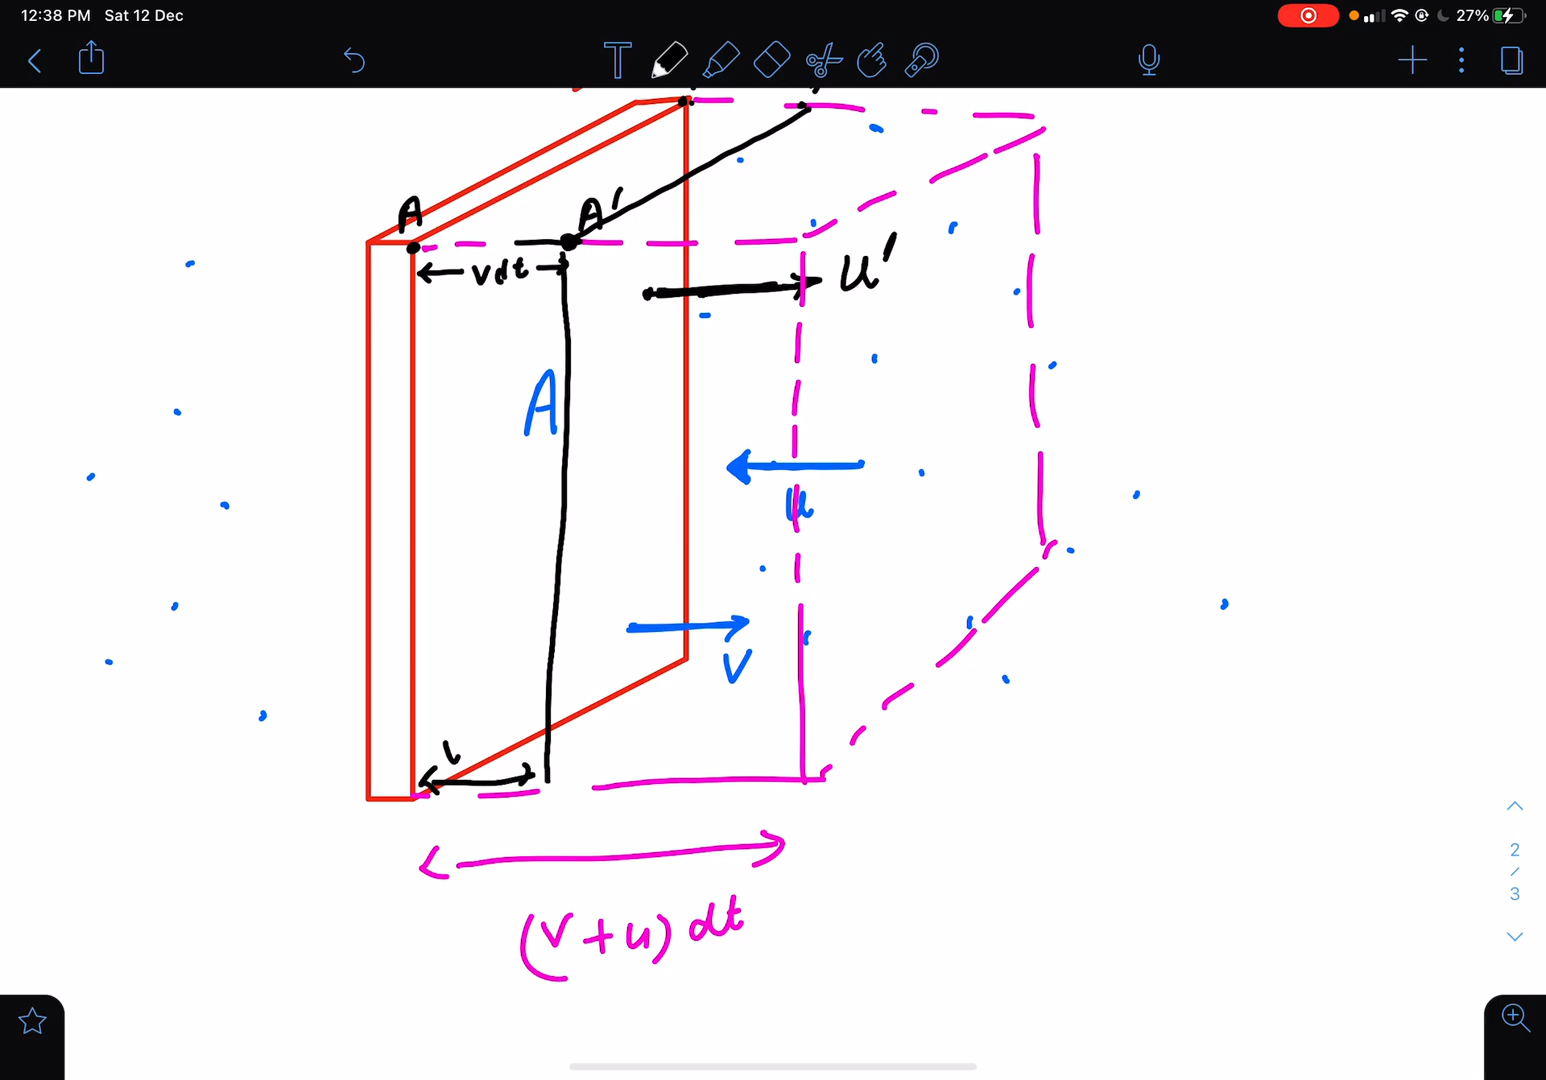 12:38 PM Sat 12 Dec
27%
T
A
A'
vdt
u'
A
u
v
l
2
/
3
(v + u) dt